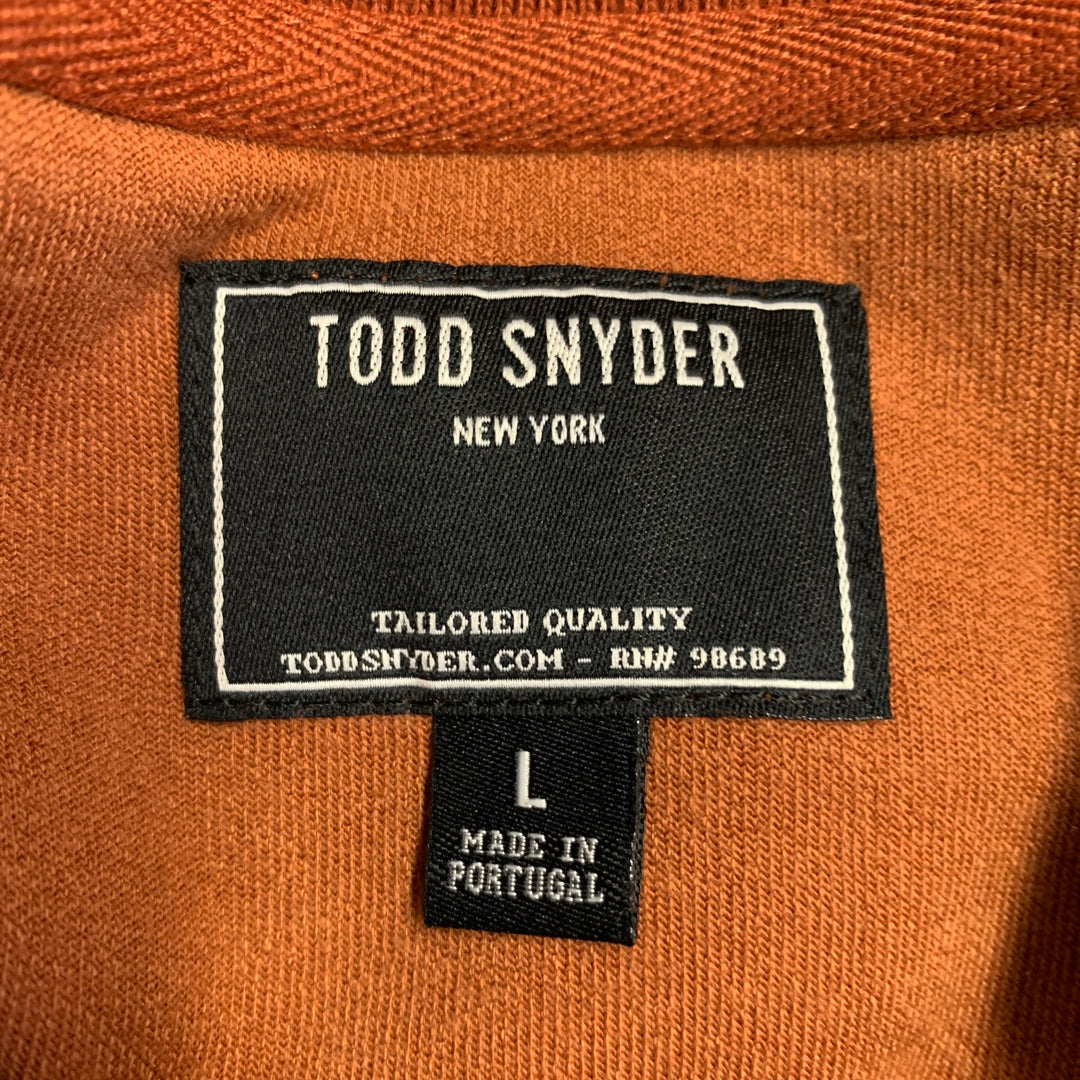 TODD SNYDER
NEW YORK
TAILORED QUALITY
TODDSNYDER.COM - RN# 98689
L
MADE IN
PORTUGAL